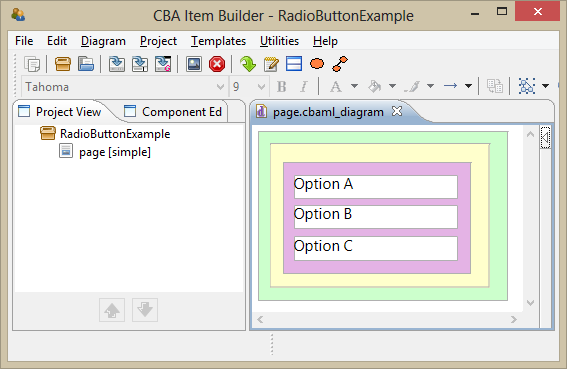 CBA Item Builder - RadioButtonExample
File Edit Diagram Project Templates Utilities Help
Tahoma 9 B I A
Project View Component Ed page.cbaml_diagram
RadioButtonExample
page [simple]
Option A
Option B
Option C